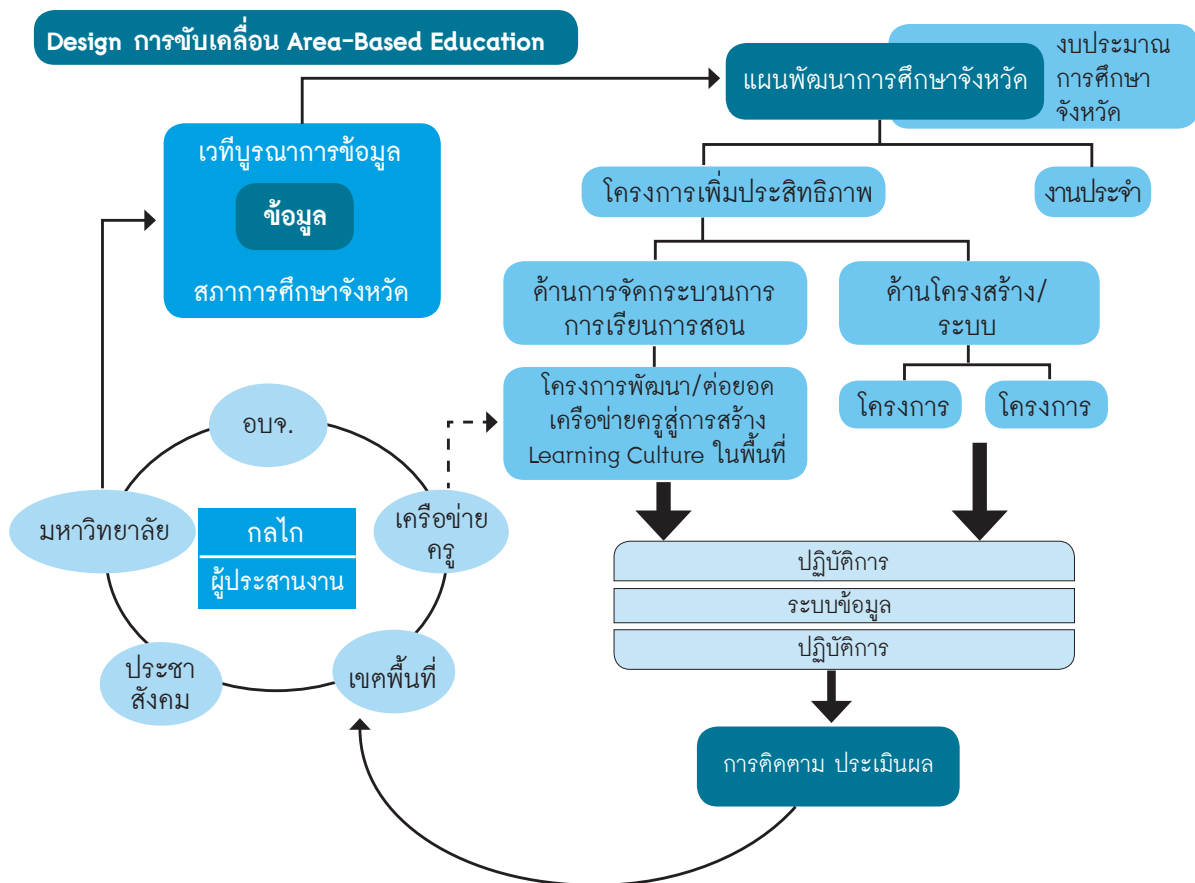 Design การขับเคลื่อน Area-Based Education
แผนพัฒนาการศึกษาจังหวัด
งบประมาณ
การศึกษา
จังหวัด
เวทีบูรณาการข้อมูล
ข้อมูล
สภาการศึกษาจังหวัด
โครงการเพิ่มประสิทธิภาพ
งานประจำ
ด้านการจัดกระบวนการ
การเรียนการสอน
ด้านโครงสร้าง/
ระบบ
โครงการพัฒนา/ต่อยอด
เครือข่ายครูสู่การสร้าง
Learning Culture ในพื้นที่
โครงการ
โครงการ
อบจ.
มหาวิทยาลัย
กลไก
ผู้ประสานงาน
เครือข่าย
ครู
ประชา
สังคม
เขตพื้นที่
ปฏิบัติการ
ระบบข้อมูล
ปฏิบัติการ
การติดตาม ประเมินผล